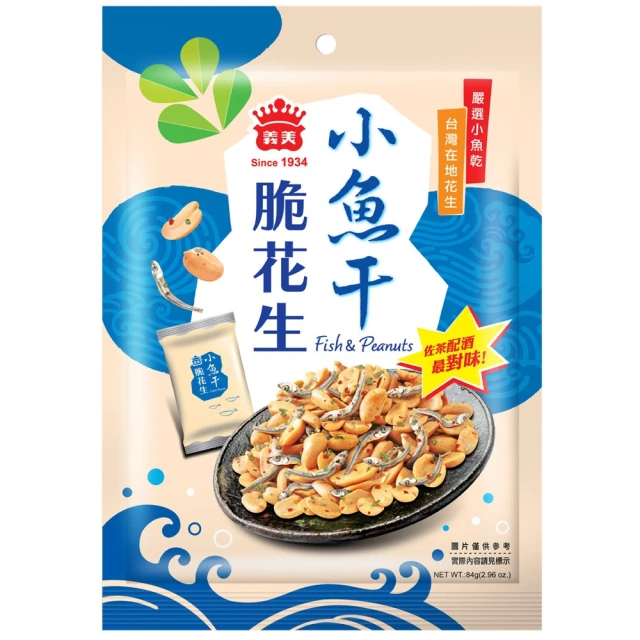 義美
Since 1934
小魚干
脆花生
Fish & Peanuts
嚴選小魚乾
台灣在地花生
佐茶配酒
最對味!
小魚干
脆花生
圖片僅供參考
實際內容請見標示
NET WT.:84g(2.96 oz.)